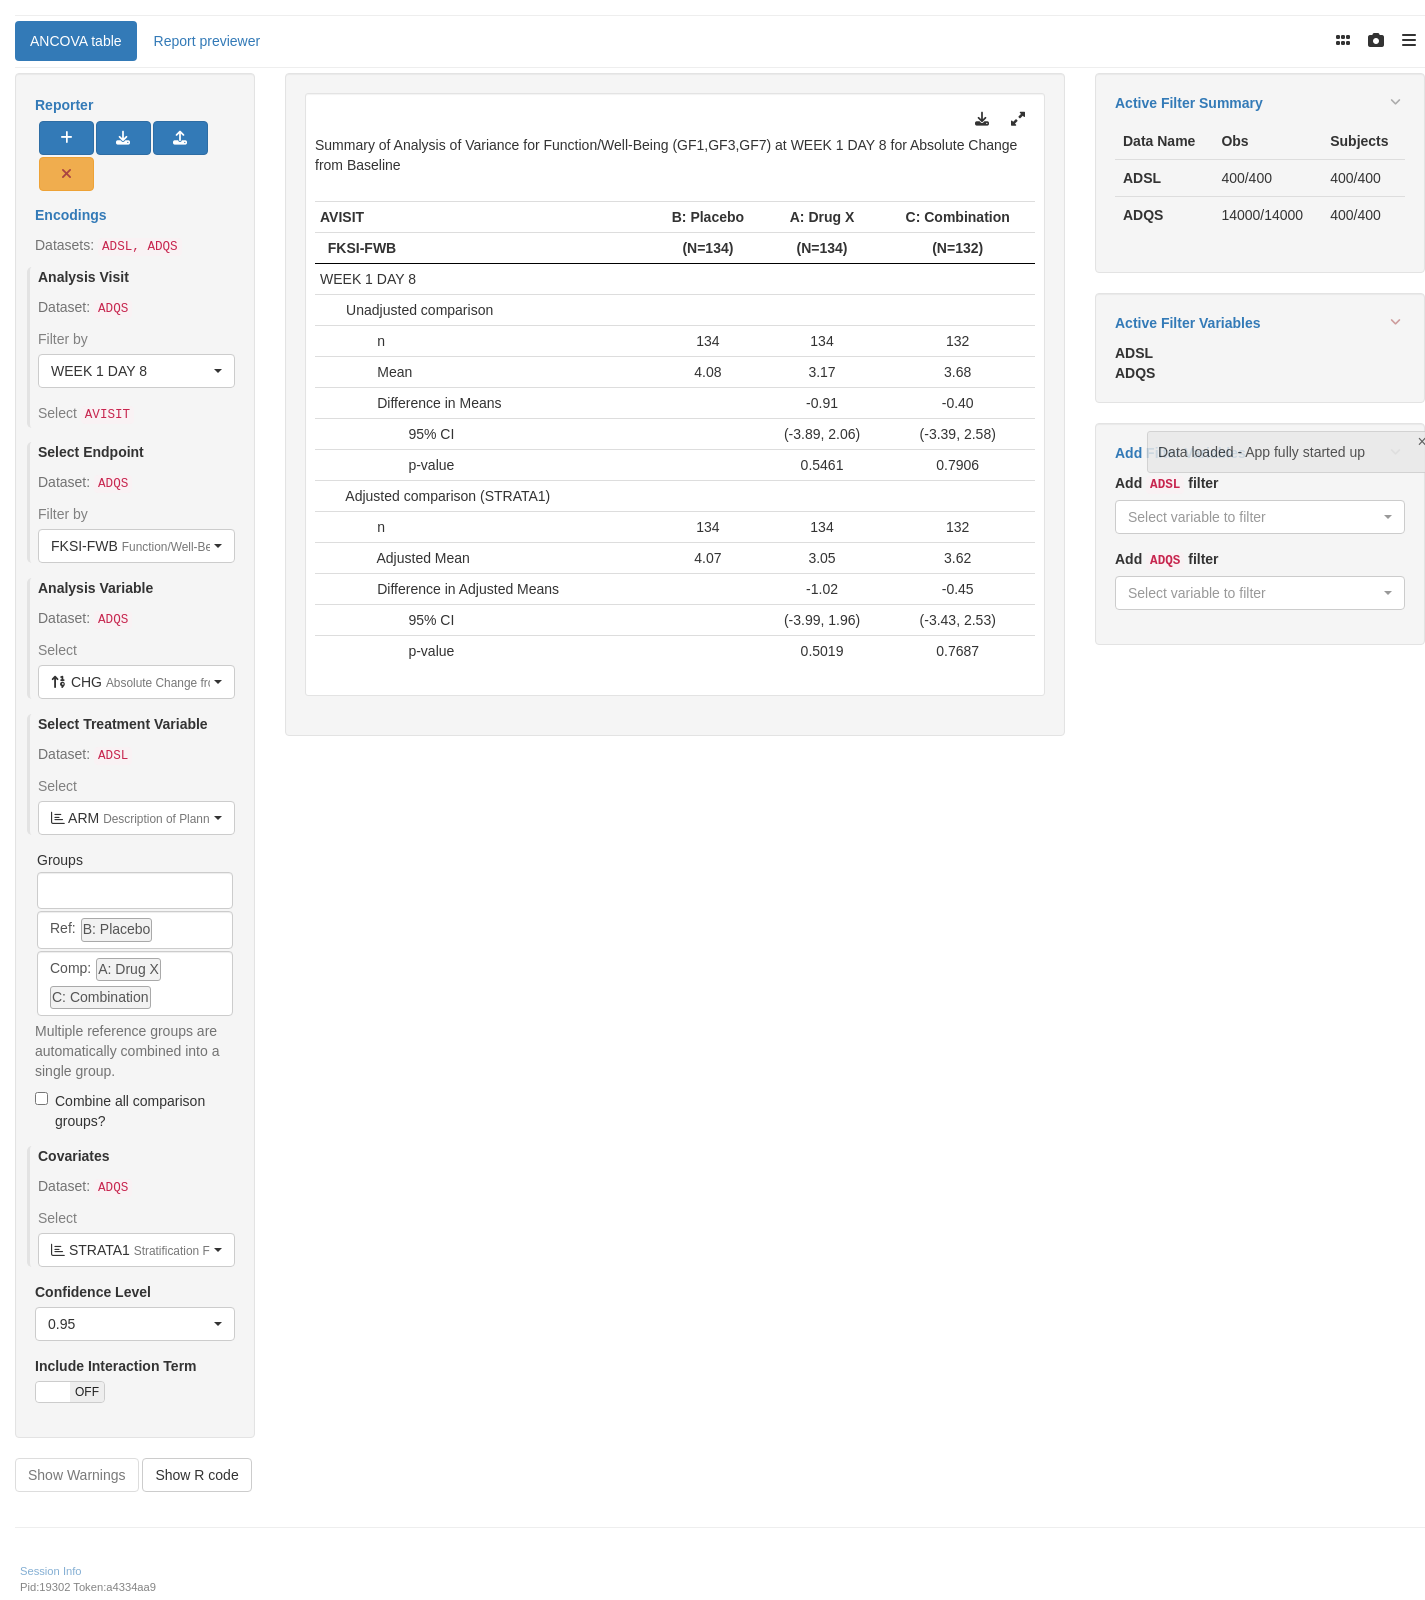 ANCOVA table
Report previewer
Reporter
Encodings
Datasets: ADSL, ADQS
Analysis Visit
Dataset: ADQS
Filter by
WEEK 1 DAY 8
Select AVISIT
Select Endpoint
Dataset: ADQS
Filter by
FKSI-FWB Function/Well-Be
Analysis Variable
Dataset: ADQS
Select
CHG Absolute Change fro
Select Treatment Variable
Dataset: ADSL
Select
ARM Description of Plann
Groups
Ref: B: Placebo
Comp: A: Drug X
C: Combination
Multiple reference groups are
automatically combined into a
single group.
Combine all comparison
groups?
Covariates
Dataset: ADQS
Select
STRATA1 Stratification F
Confidence Level
0.95
Include Interaction Term
OFF
Show Warnings
Show R code
Summary of Analysis of Variance for Function/Well-Being (GF1,GF3,GF7) at WEEK 1 DAY 8 for Absolute Change
from Baseline
AVISIT B: Placebo A: Drug X C: Combination
FKSI-FWB (N=134) (N=134) (N=132)
WEEK 1 DAY 8
Unadjusted comparison
n 134 134 132
Mean 4.08 3.17 3.68
Difference in Means -0.91 -0.40
95% CI (-3.89, 2.06) (-3.39, 2.58)
p-value 0.5461 0.7906
Adjusted comparison (STRATA1)
n 134 134 132
Adjusted Mean 4.07 3.05 3.62
Difference in Adjusted Means -1.02 -0.45
95% CI (-3.99, 1.96) (-3.43, 2.53)
p-value 0.5019 0.7687
Active Filter Summary
Data Name Obs Subjects
ADSL 400/400 400/400
ADQS 14000/14000 400/400
Active Filter Variables
ADSL
ADQS
Add
Data loaded - App fully started up
×
Add ADSL filter
Select variable to filter
Add ADQS filter
Select variable to filter
Session Info
Pid:19302 Token:a4334aa9